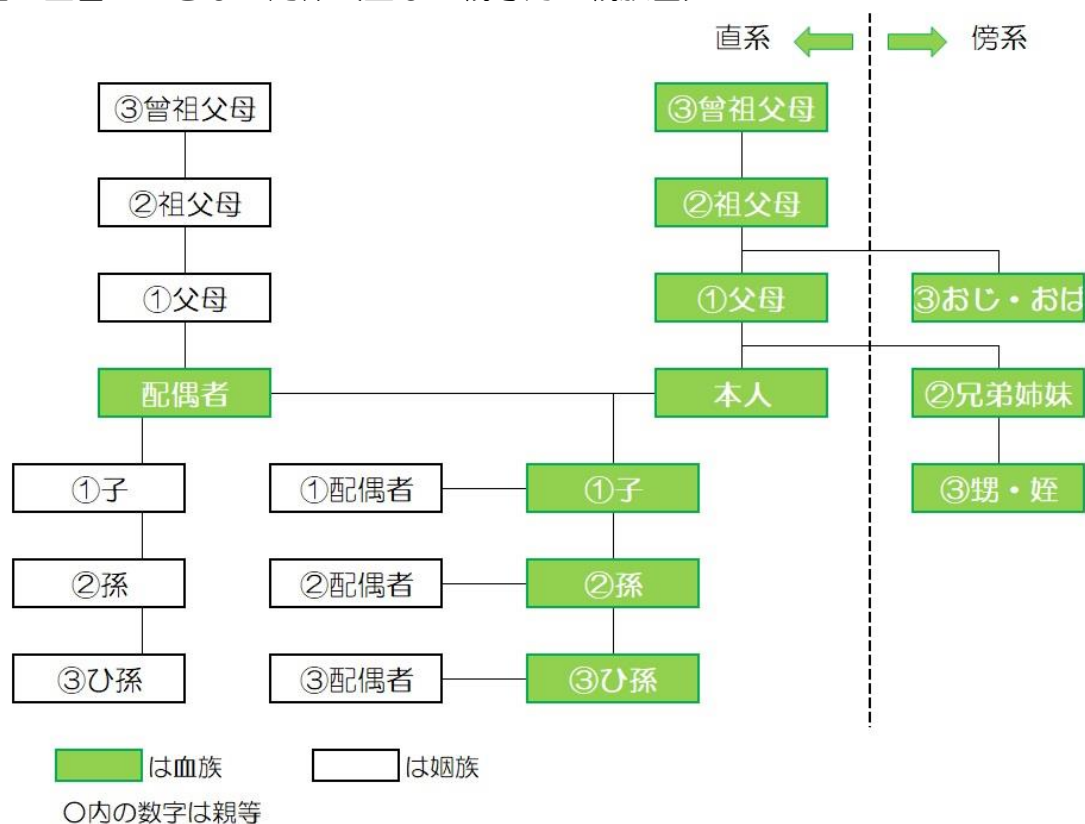 直系 傍系
③曾祖父母 ③曾祖父母
②祖父母 ②祖父母
①父母 ①父母 ③おじ・おば
配偶者 本人 ②兄弟姉妹
①子 ①配偶者 ①子 ③甥・姪
②孫 ②配偶者 ②孫
③ひ孫 ③配偶者 ③ひ孫
は血族 は姻族
○内の数字は親等